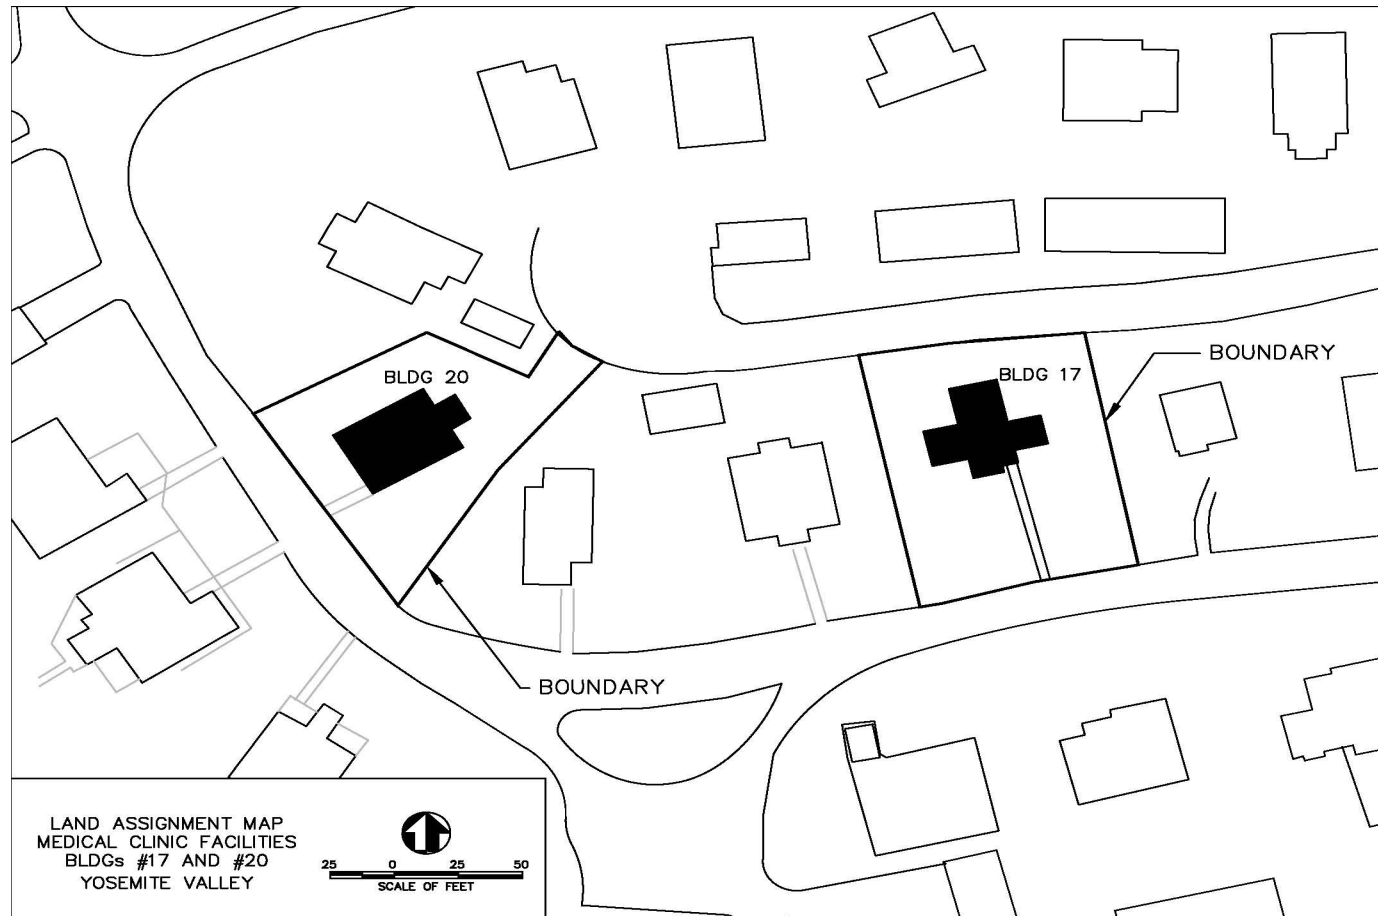 BLDG 20
BLDG 17
BOUNDARY
BOUNDARY
LAND ASSIGNMENT MAP
MEDICAL CLINIC FACILITIES
BLDGs #17 AND #20
YOSEMITE VALLEY
25 0 25 50
SCALE OF FEET